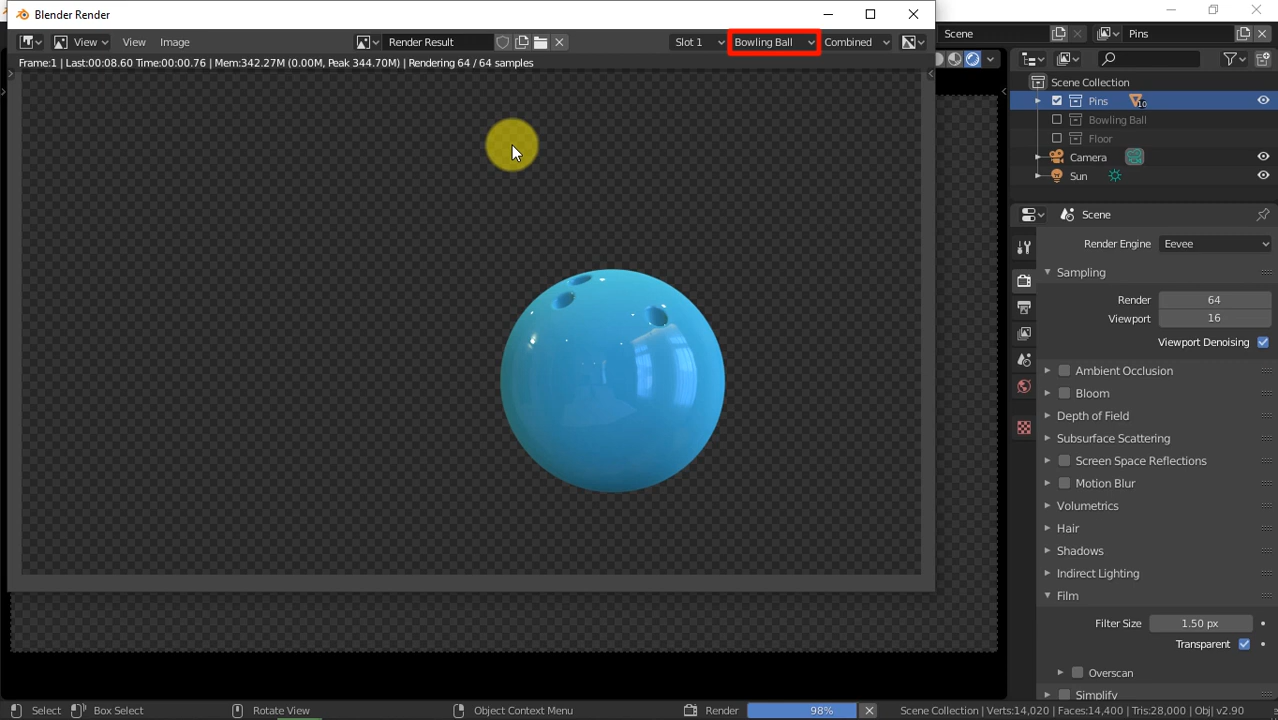 Blender Render
View View Image Render Result Slot 1 Bowling Ball Combined
Frame:1 | Last:00:08.60 Time:00:00.76 | Mem:342.27M (0.00M, Peak 344.70M) | Rendering 64 / 64 samples
Scene Pins
Scene Collection
Pins 10
Bowling Ball
Floor
Camera
Sun
Scene
Render Engine Eevee
Sampling
Render 64
Viewport 16
Viewport Denoising
Ambient Occlusion
Bloom
Depth of Field
Subsurface Scattering
Screen Space Reflections
Motion Blur
Volumetrics
Hair
Shadows
Indirect Lighting
Film
Filter Size 1.50 px
Transparent
Overscan
Simplify
Select Box Select Rotate View Object Context Menu Render 98% Scene Collection | Verts:14,020 | Faces:14,400 | Tris:28,000 | Obj| v2.90